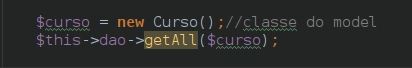 $curso = new Curso();//classe do model
$this->dao->getAll($curso);